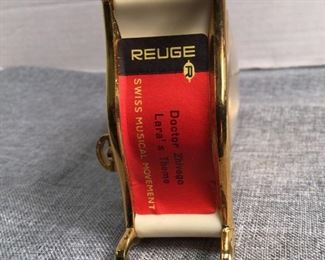 REUGE
R
SWISS MUSICAL MOVEMENT
Doctor Zhivago
Lara's Theme